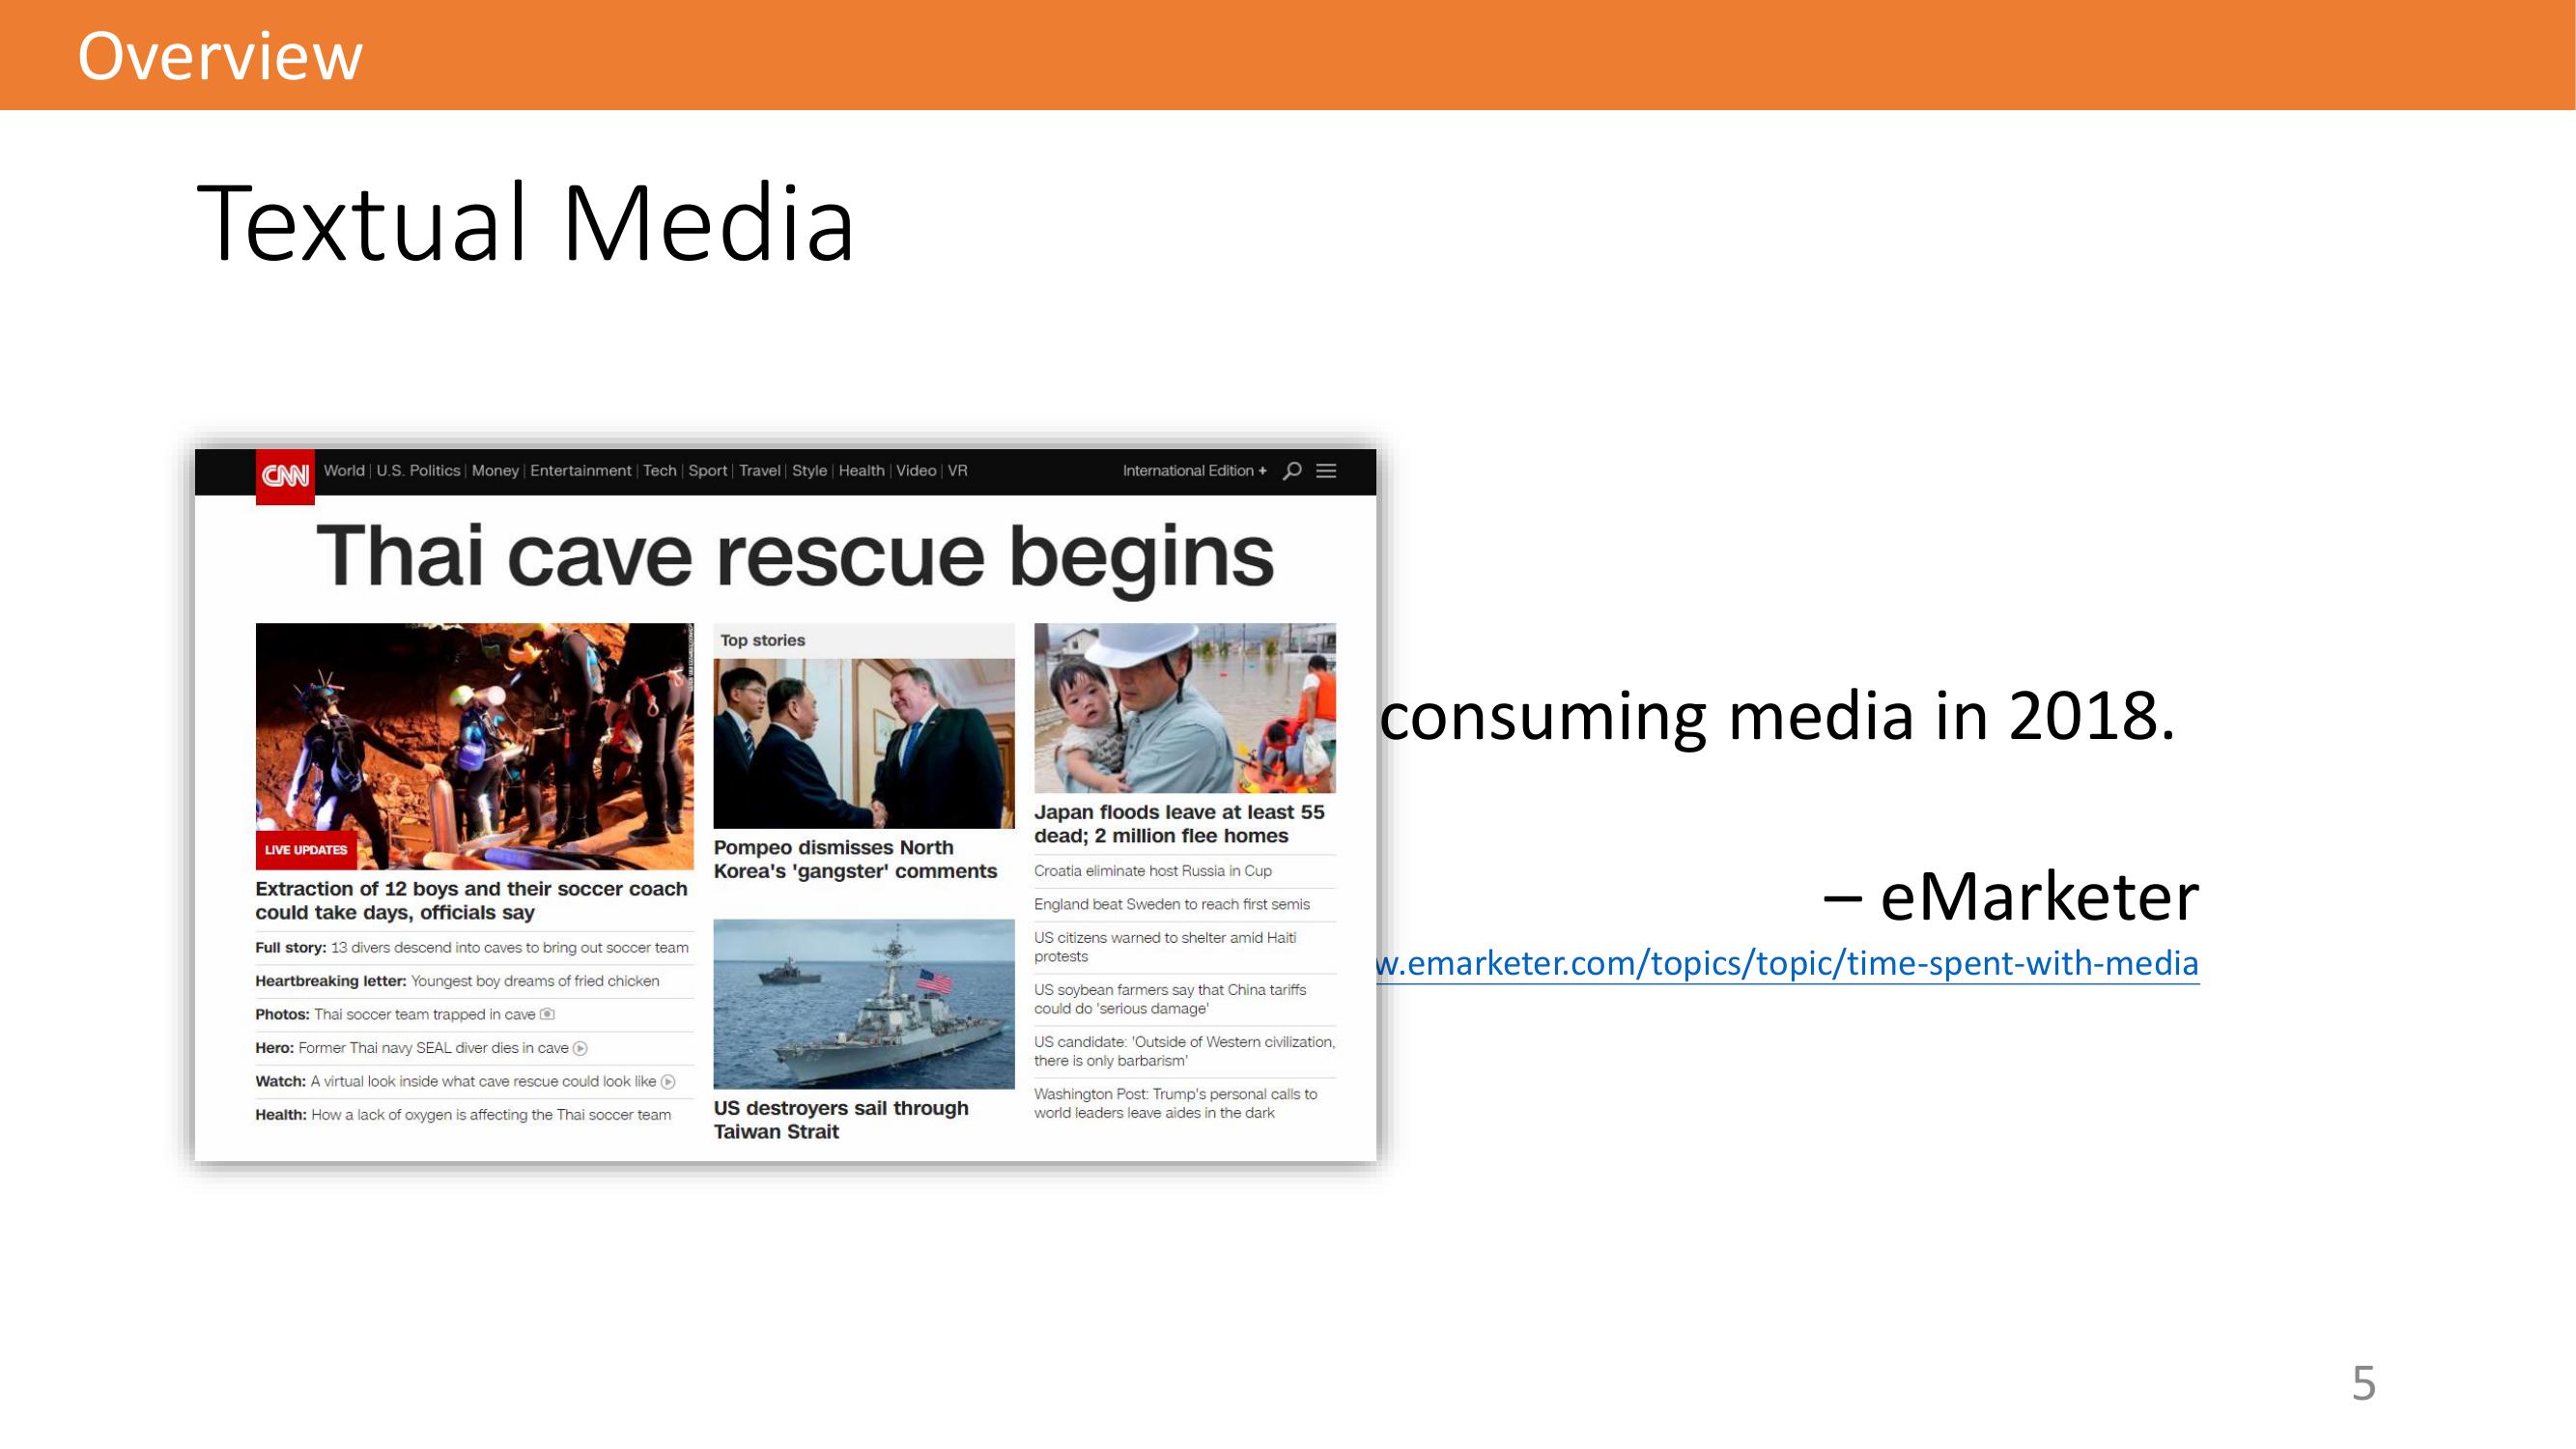 Overview
Textual Media
CNN World | U.S. Politics | Money | Entertainment | Tech | Sport | Travel | Style | Health | Video | VR International Edition +
Thai cave rescue begins
LIVE UPDATES
Extraction of 12 boys and their soccer coach
could take days, officials say
Full story: 13 divers descend into caves to bring out soccer team
Heartbreaking letter: Youngest boy dreams of fried chicken
Photos: Thai soccer team trapped in cave
Hero: Former Thai navy SEAL diver dies in cave
Watch: A virtual look inside what cave rescue could look like
Health: How a lack of oxygen is affecting the Thai soccer team
Top stories
Pompeo dismisses North
Korea's 'gangster' comments
US destroyers sail through
Taiwan Strait
Japan floods leave at least 55
dead; 2 million flee homes
Croatia eliminate host Russia in Cup
England beat Sweden to reach first semis
US citizens warned to shelter amid Haiti
protests
US soybean farmers say that China tariffs
could do 'serious damage'
US candidate: 'Outside of Western civilization,
there is only barbarism'
Washington Post: Trump's personal calls to
world leaders leave aides in the dark
consuming media in 2018.
– eMarketer
w.emarketer.com/topics/topic/time-spent-with-media
5